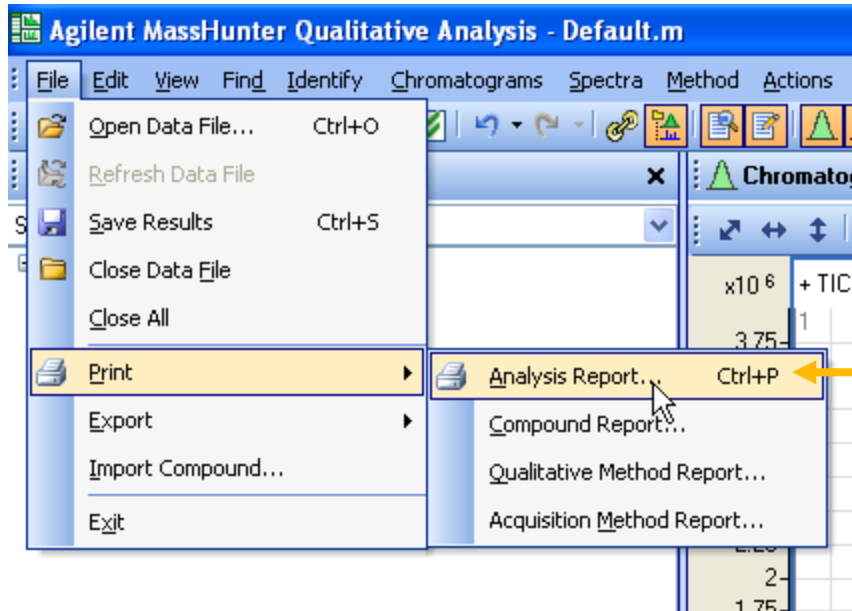 Agilent MassHunter Qualitative Analysis - Default.m
File Edit View Find Identify Chromatograms Spectra Method Actions
Open Data File... Ctrl+O
Refresh Data File
Save Results Ctrl+S
Close Data File
Close All
Print
Export
Import Compound...
Exit
Analysis Report... Ctrl+P
Compound Report...
Qualitative Method Report...
Acquisition Method Report...
S
Chromatog
x10 6 + TIC
1
3.75
2
1.75